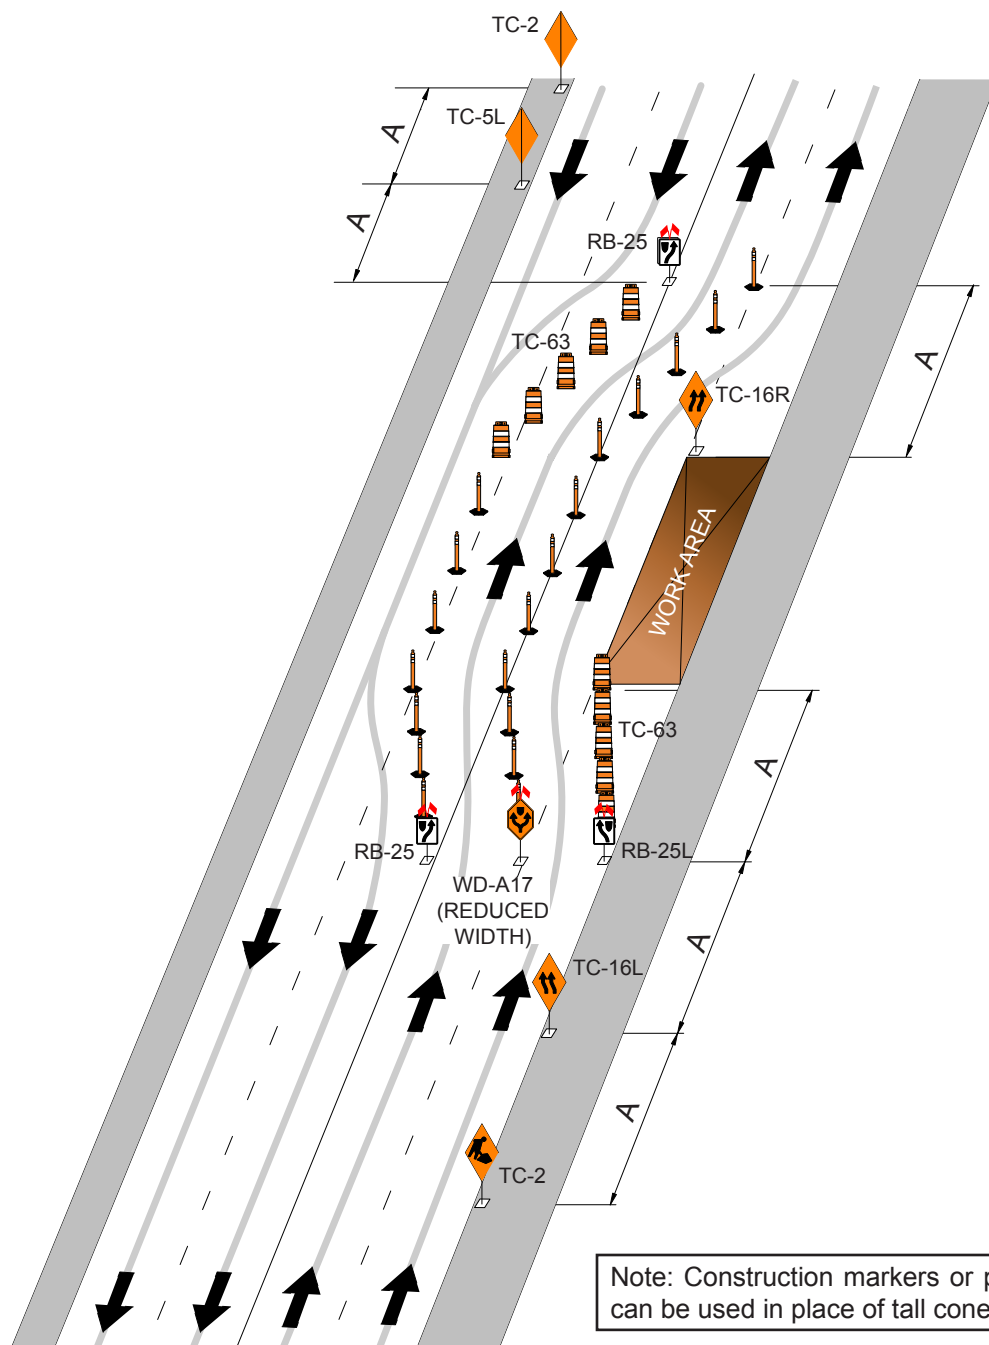 TC-2
TC-5L
A
A
RB-25
TC-63
A
TC-16R
WORK AREA
TC-63
A
RB-25
RB-25L
WD-A17
(REDUCED
WIDTH)
A
TC-16L
A
TC-2
Note: Construction markers or
can be used in place of tall cone